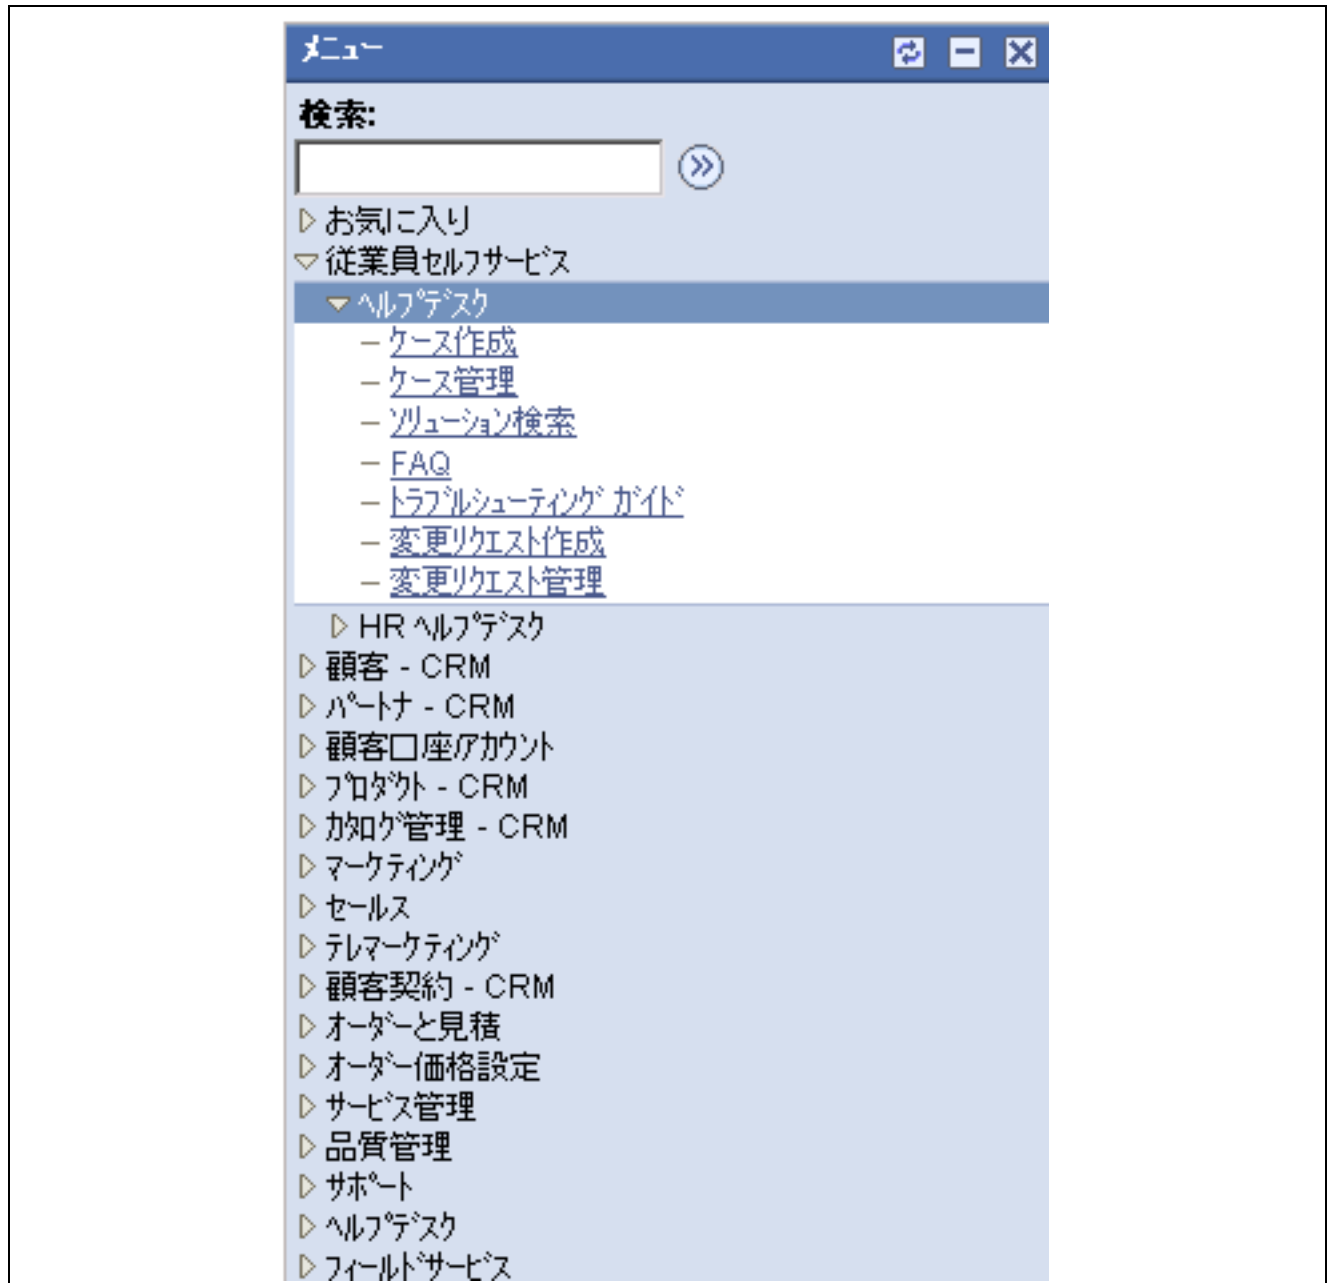 メニュー
検索:
お気に入り
従業員セルフサービス
ヘルプデスク
ケース作成
ケース管理
ソリューション検索
FAQ
トラブルシューティング ガイド
変更リクエスト作成
変更リクエスト管理
HR ヘルプデスク
顧客 - CRM
パートナ - CRM
顧客口座/アカウント
プロダクト - CRM
カタログ管理 - CRM
マーケティング
セールス
テレマーケティング
顧客契約 - CRM
オーダーと見積
オーダー価格設定
サービス管理
品質管理
サポート
ヘルプデスク
フィールドサービス